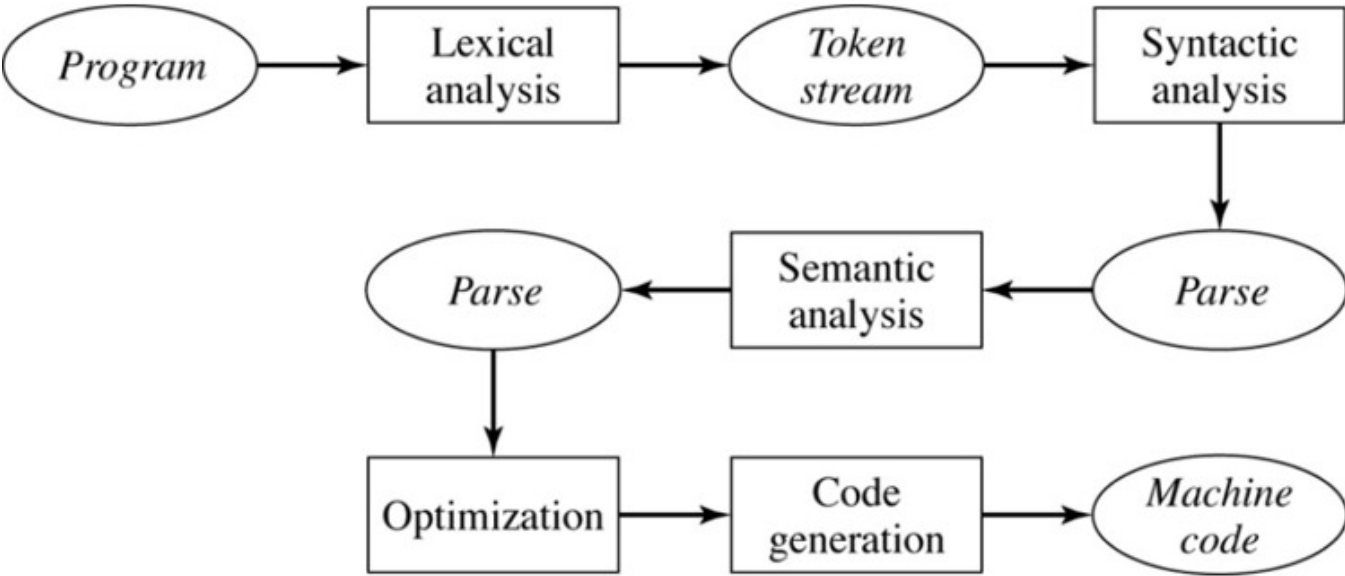 Program
Lexical
analysis
Token
stream
Syntactic
analysis
Parse
Semantic
analysis
Parse
Optimization
Code
generation
Machine
code